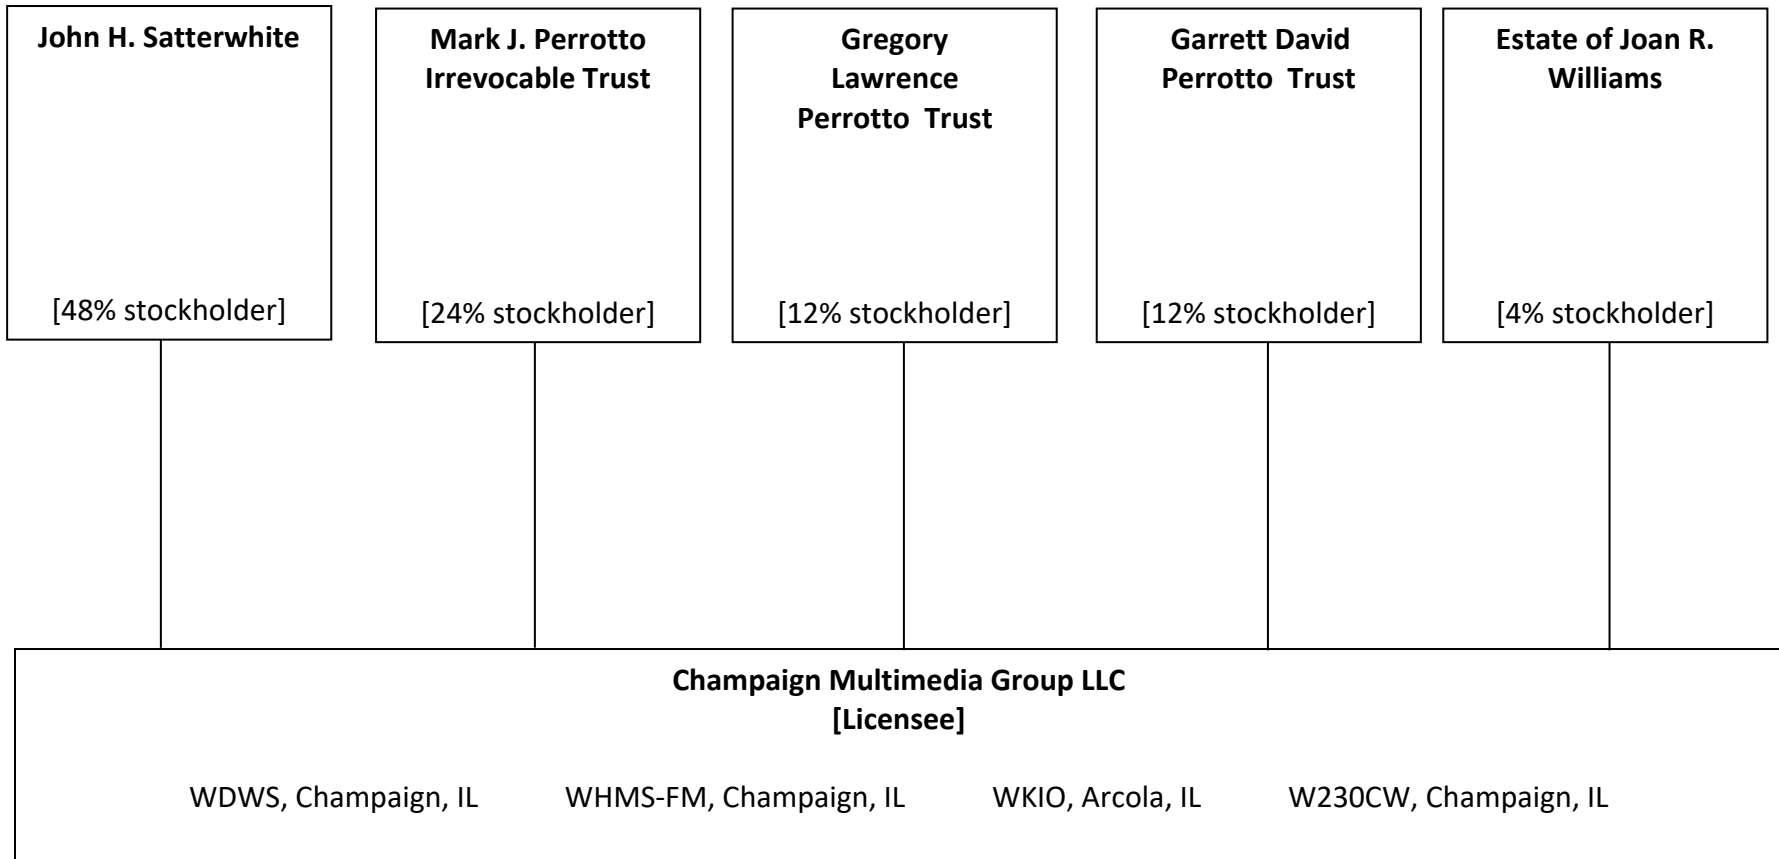 John H. Satterwhite
[48% stockholder]
Mark J. Perrotto
Irrevocable Trust
[24% stockholder]
Gregory
Lawrence
Perrotto  Trust
[12% stockholder]
Garrett David
Perrotto  Trust
[12% stockholder]
Estate of Joan R.
Williams
[4% stockholder]
Champaign Multimedia Group LLC
[Licensee]
WDWS, Champaign, IL
WHMS-FM, Champaign, IL
WKIO, Arcola, IL
W230CW, Champaign, IL